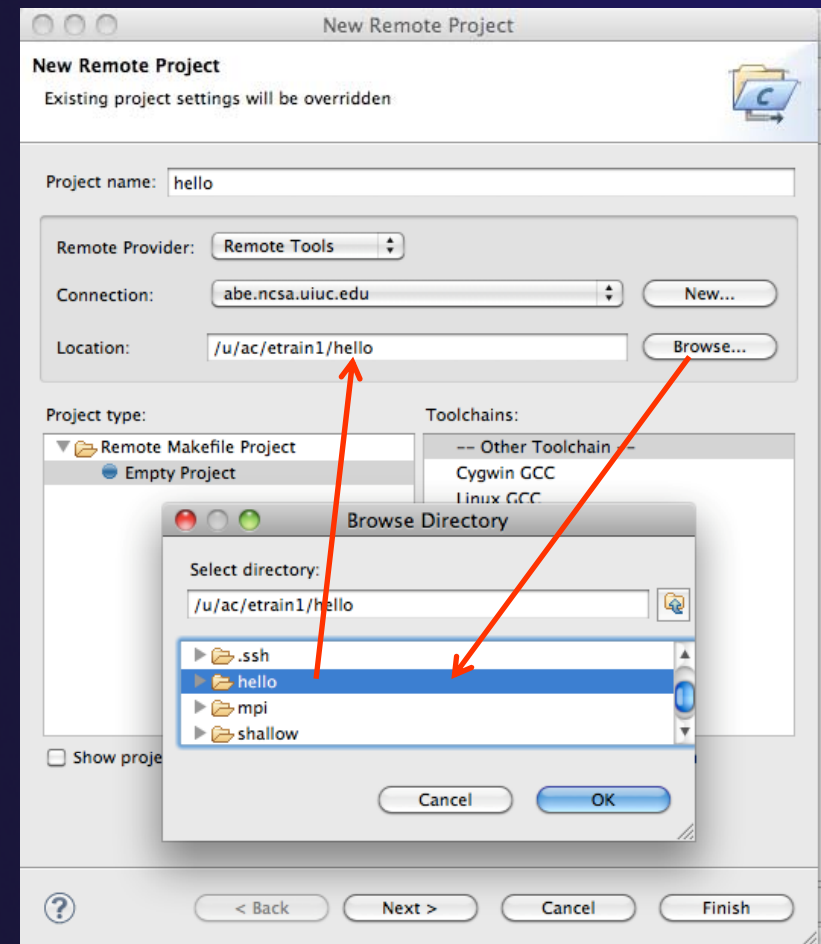 New Remote Project
New Remote Project
Existing project settings will be overridden
C
Project name: hello
Remote Provider: Remote Tools
Connection: abe.ncsa.uiuc.edu New...
Location: /u/ac/etrain1/hello Browse...
Project type: Toolchains:
Remote Makefile Project -- Other Toolchain --
Empty Project Cygwin GCC
Linux GCC
Browse Directory
Select directory:
/u/ac/etrain1/hello
.ssh
hello
mpi
shallow
Show proje
Cancel OK
? < Back Next > Cancel Finish